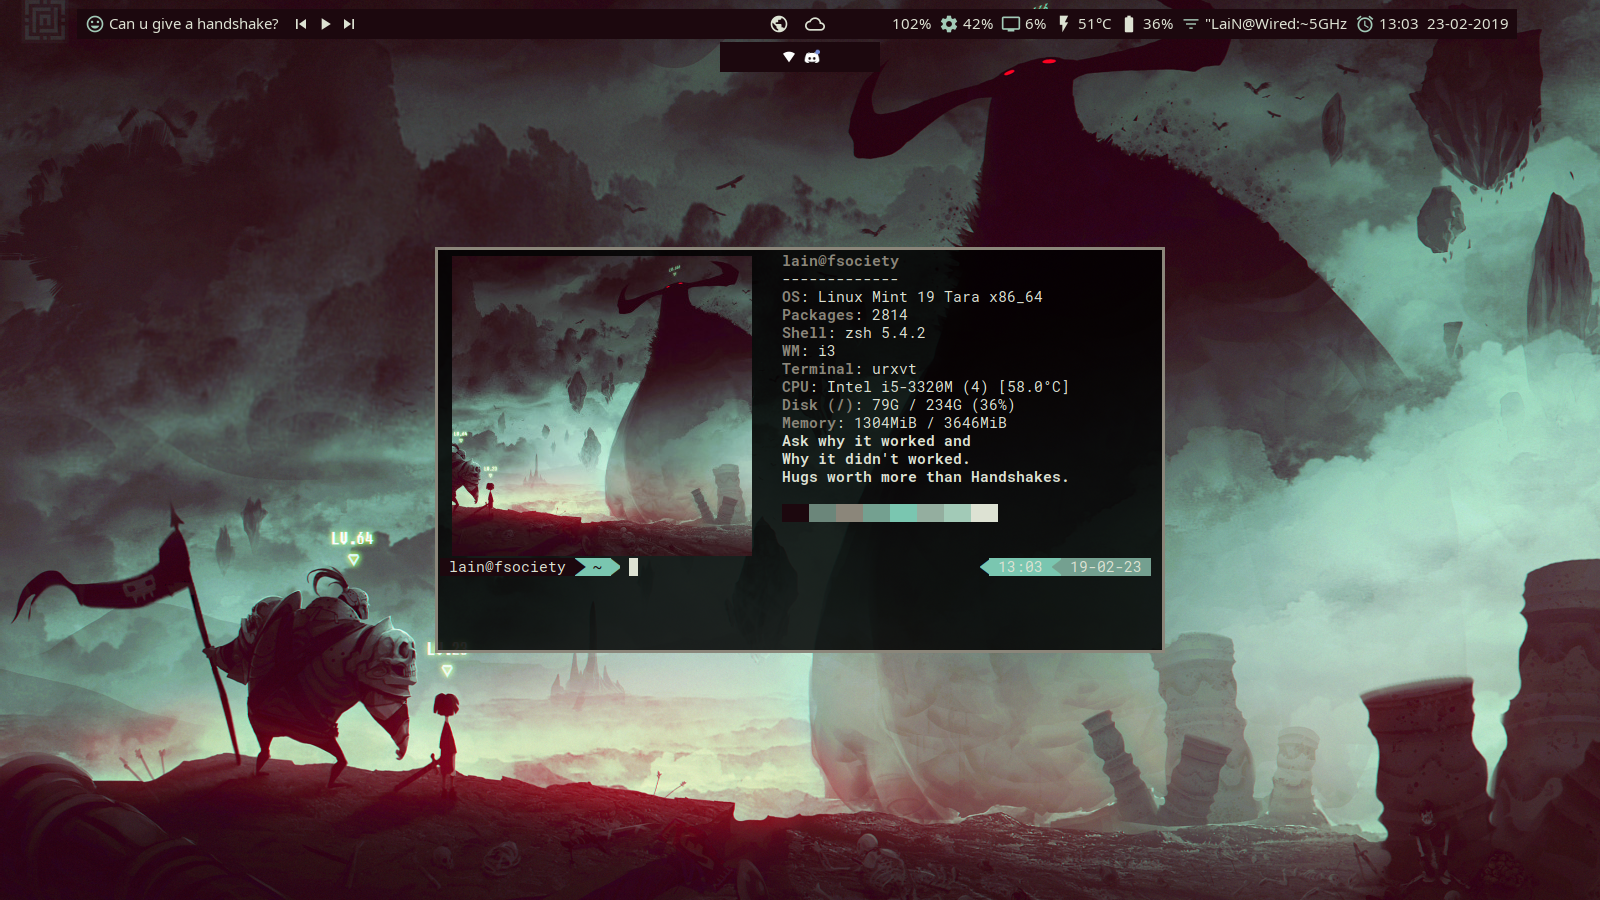 Can u give a handshake?
102% 42% 6% 51°C 36% "LaiN@Wired:~5GHz 13:03 23-02-2019
lain@fsociety
-------------
OS: Linux Mint 19 Tara x86_64
Packages: 2814
Shell: zsh 5.4.2
WM: i3
Terminal: urxvt
CPU: Intel i5-3320M (4) [58.0°C]
Disk (/): 79G / 234G (36%)
Memory: 1304MiB / 3646MiB
Ask why it worked and
Why it didn't worked.
Hugs worth more than Handshakes.
lain@fsociety ~ 13:03 19-02-23
LV.64